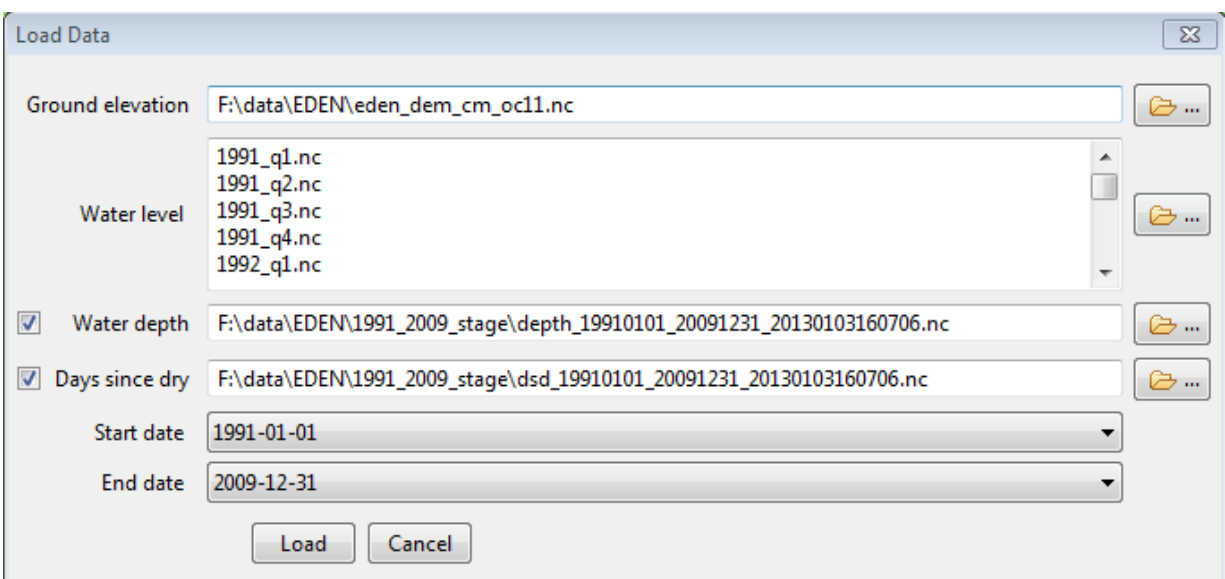 Load Data
Ground elevation F:\data\EDEN\eden_dem_cm_oc11.nc ...
Water level 1991_q1.nc
1991_q2.nc
1991_q3.nc ...
1991_q4.nc
1992_q1.nc
Water depth F:\data\EDEN\1991_2009_stage\depth_19910101_20091231_20130103160706.nc ...
Days since dry F:\data\EDEN\1991_2009_stage\dsd_19910101_20091231_20130103160706.nc ...
Start date 1991-01-01
End date 2009-12-31
Load Cancel